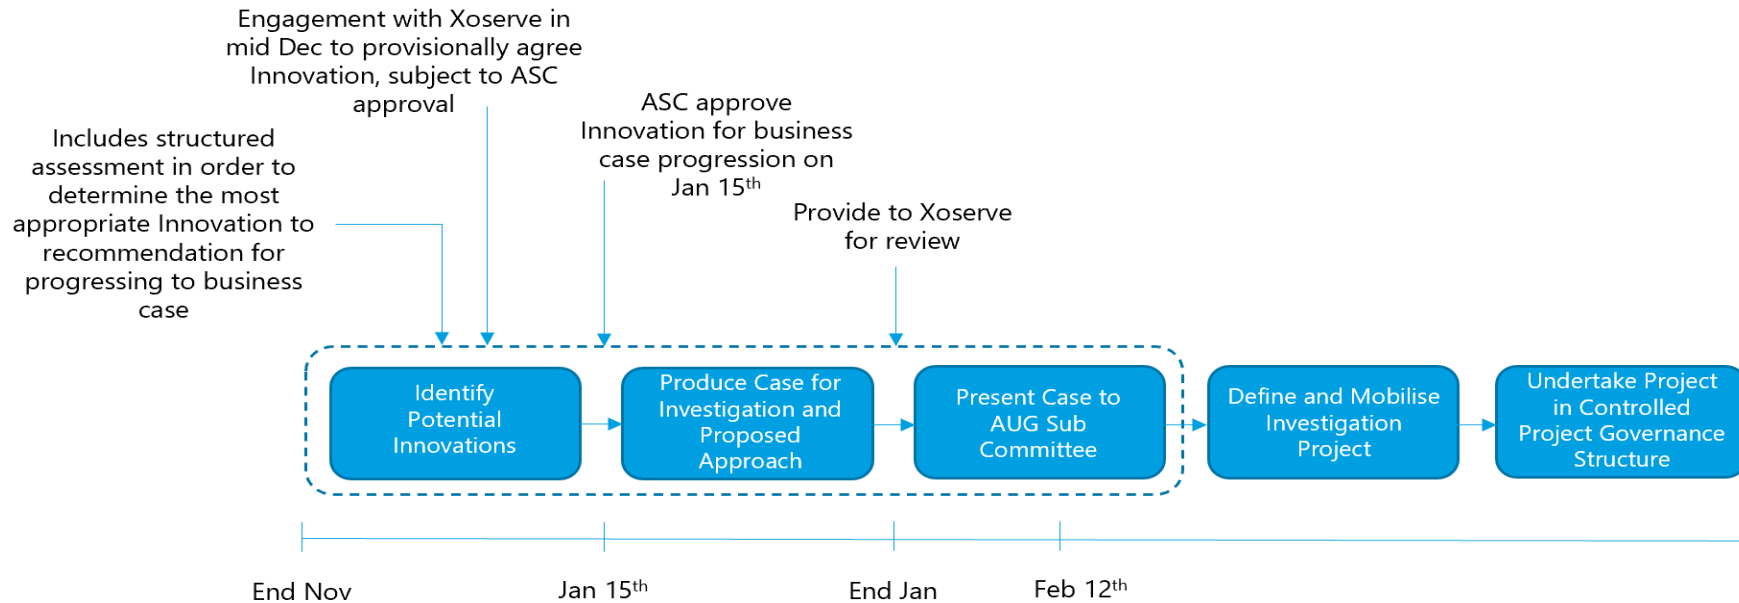 Engagement with Xoserve in
mid Dec to provisionally agree
Innovation, subject to ASC
approval
ASC approve
Innovation for business
case progression on
Jan 15th
Includes structured
assessment in order to
determine the most
appropriate Innovation to
recommendation for
progressing to business
case
Provide to Xoserve
for review
Identify
Potential
Innovations
Produce Case for
Investigation and
Proposed
Approach
Present Case to
AUG Sub
Committee
Define and Mobilise
Investigation
Project
Undertake Project
in Controlled
Project Governance
Structure
End Nov
Jan 15th
End Jan
Feb 12th